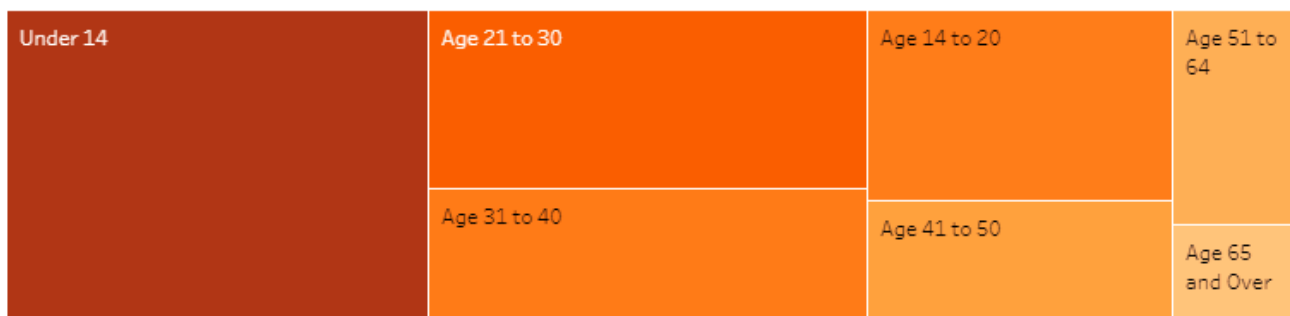 Under 14
Age 21 to 30
Age 31 to 40
Age 14 to 20
Age 41 to 50
Age 51 to
64
Age 65
and Over